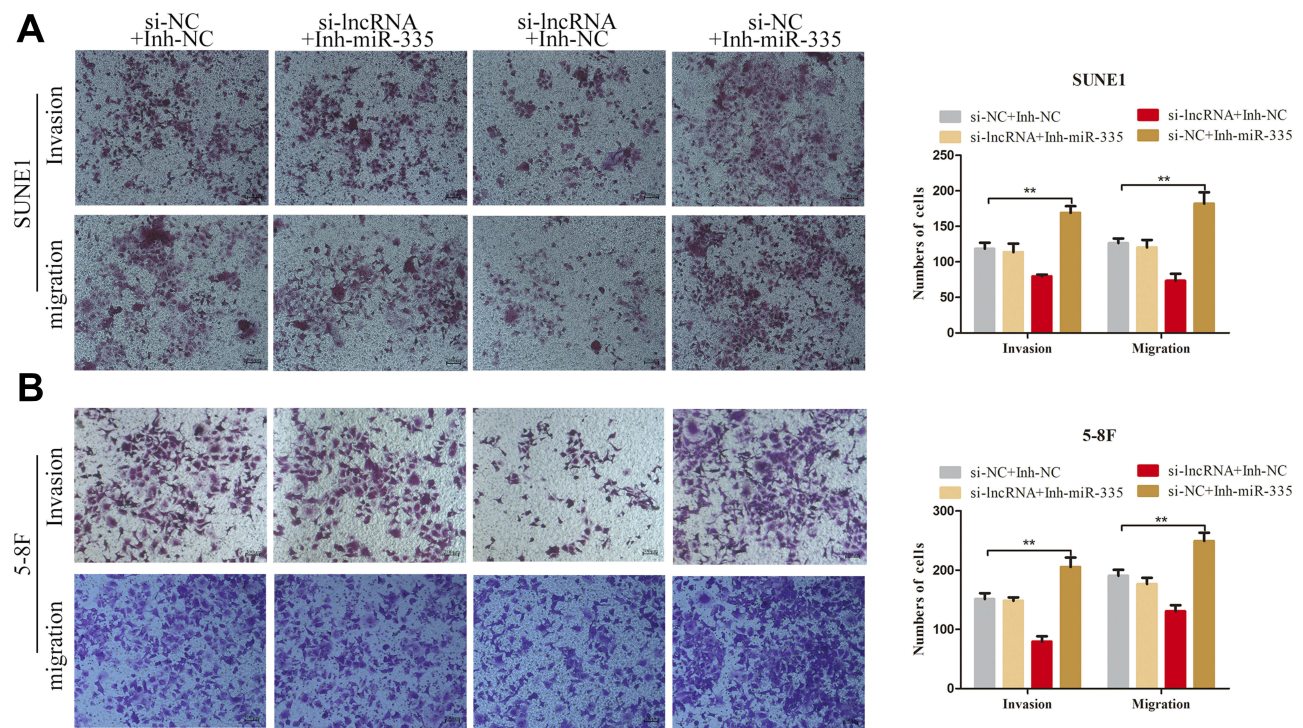 A
si-NC
+Inh-NC
si-lncRNA
+Inh-miR-335
si-lncRNA
+Inh-NC
si-NC
+Inh-miR-335
SUNE1
Invasion
migration
SUNE1
si-NC+Inh-NC
si-lncRNA+Inh-NC
si-lncRNA+Inh-miR-335
si-NC+Inh-miR-335
Numbers of cells
250
200
150
100
50
0
**
**
Invasion
Migration
B
5-8F
Invasion
migration
5-8F
si-NC+Inh-NC
si-lncRNA+Inh-NC
si-lncRNA+Inh-miR-335
si-NC+Inh-miR-335
Numbers of cells
300
200
100
0
**
**
Invasion
Migration